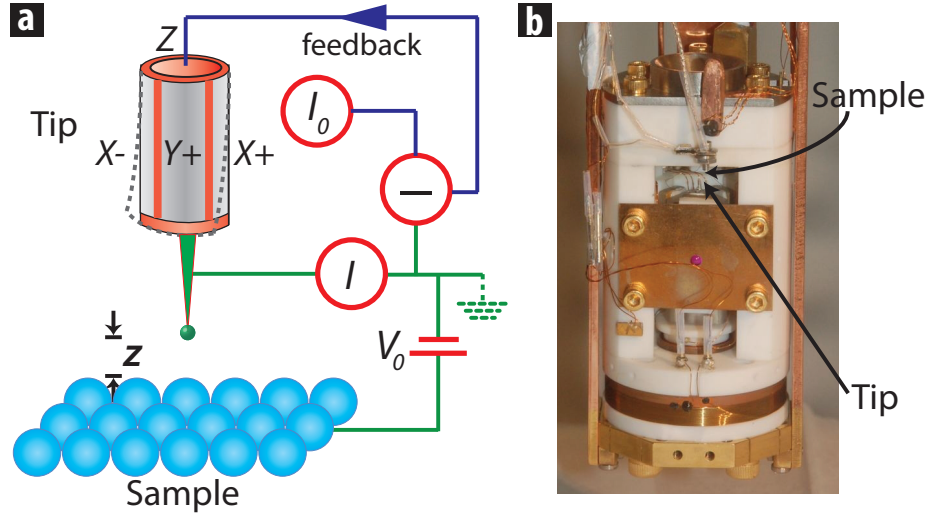 a
Z
feedback
Tip
I₀
X-
Y+
X+
–
I
z
V₀
Sample
b
Sample
Tip